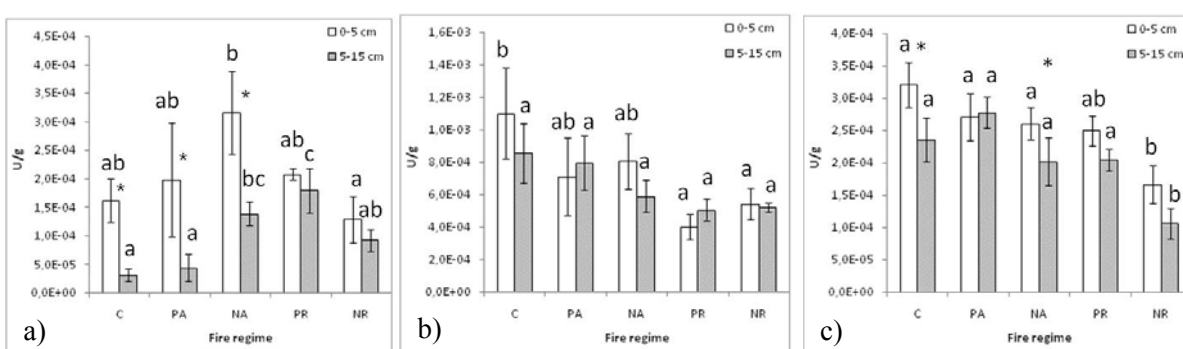 4,5E-04
4,0E-04
3,5E-04
3,0E-04
2,5E-04
2,0E-04
1,5E-04
1,0E-04
5,0E-05
0,0E+00
U/g
0-5 cm
5-15 cm
ab * a
ab * a
b * bc
ab c
a ab
C PA NA PR NR
Fire regime
a)
1,6E-03
1,4E-03
1,2E-03
1,0E-03
8,0E-04
6,0E-04
4,0E-04
2,0E-04
0,0E+00
U/g
0-5 cm
5-15 cm
b a
ab a
ab a
a a
a a
C PA NA PR NR
Fire regime
b)
4,0E-04
3,5E-04
3,0E-04
2,5E-04
2,0E-04
1,5E-04
1,0E-04
5,0E-05
0,0E+00
U/g
0-5 cm
5-15 cm
a * a
a a
a * a
ab a
b b
C PA NA PR NR
Fire regime
c)